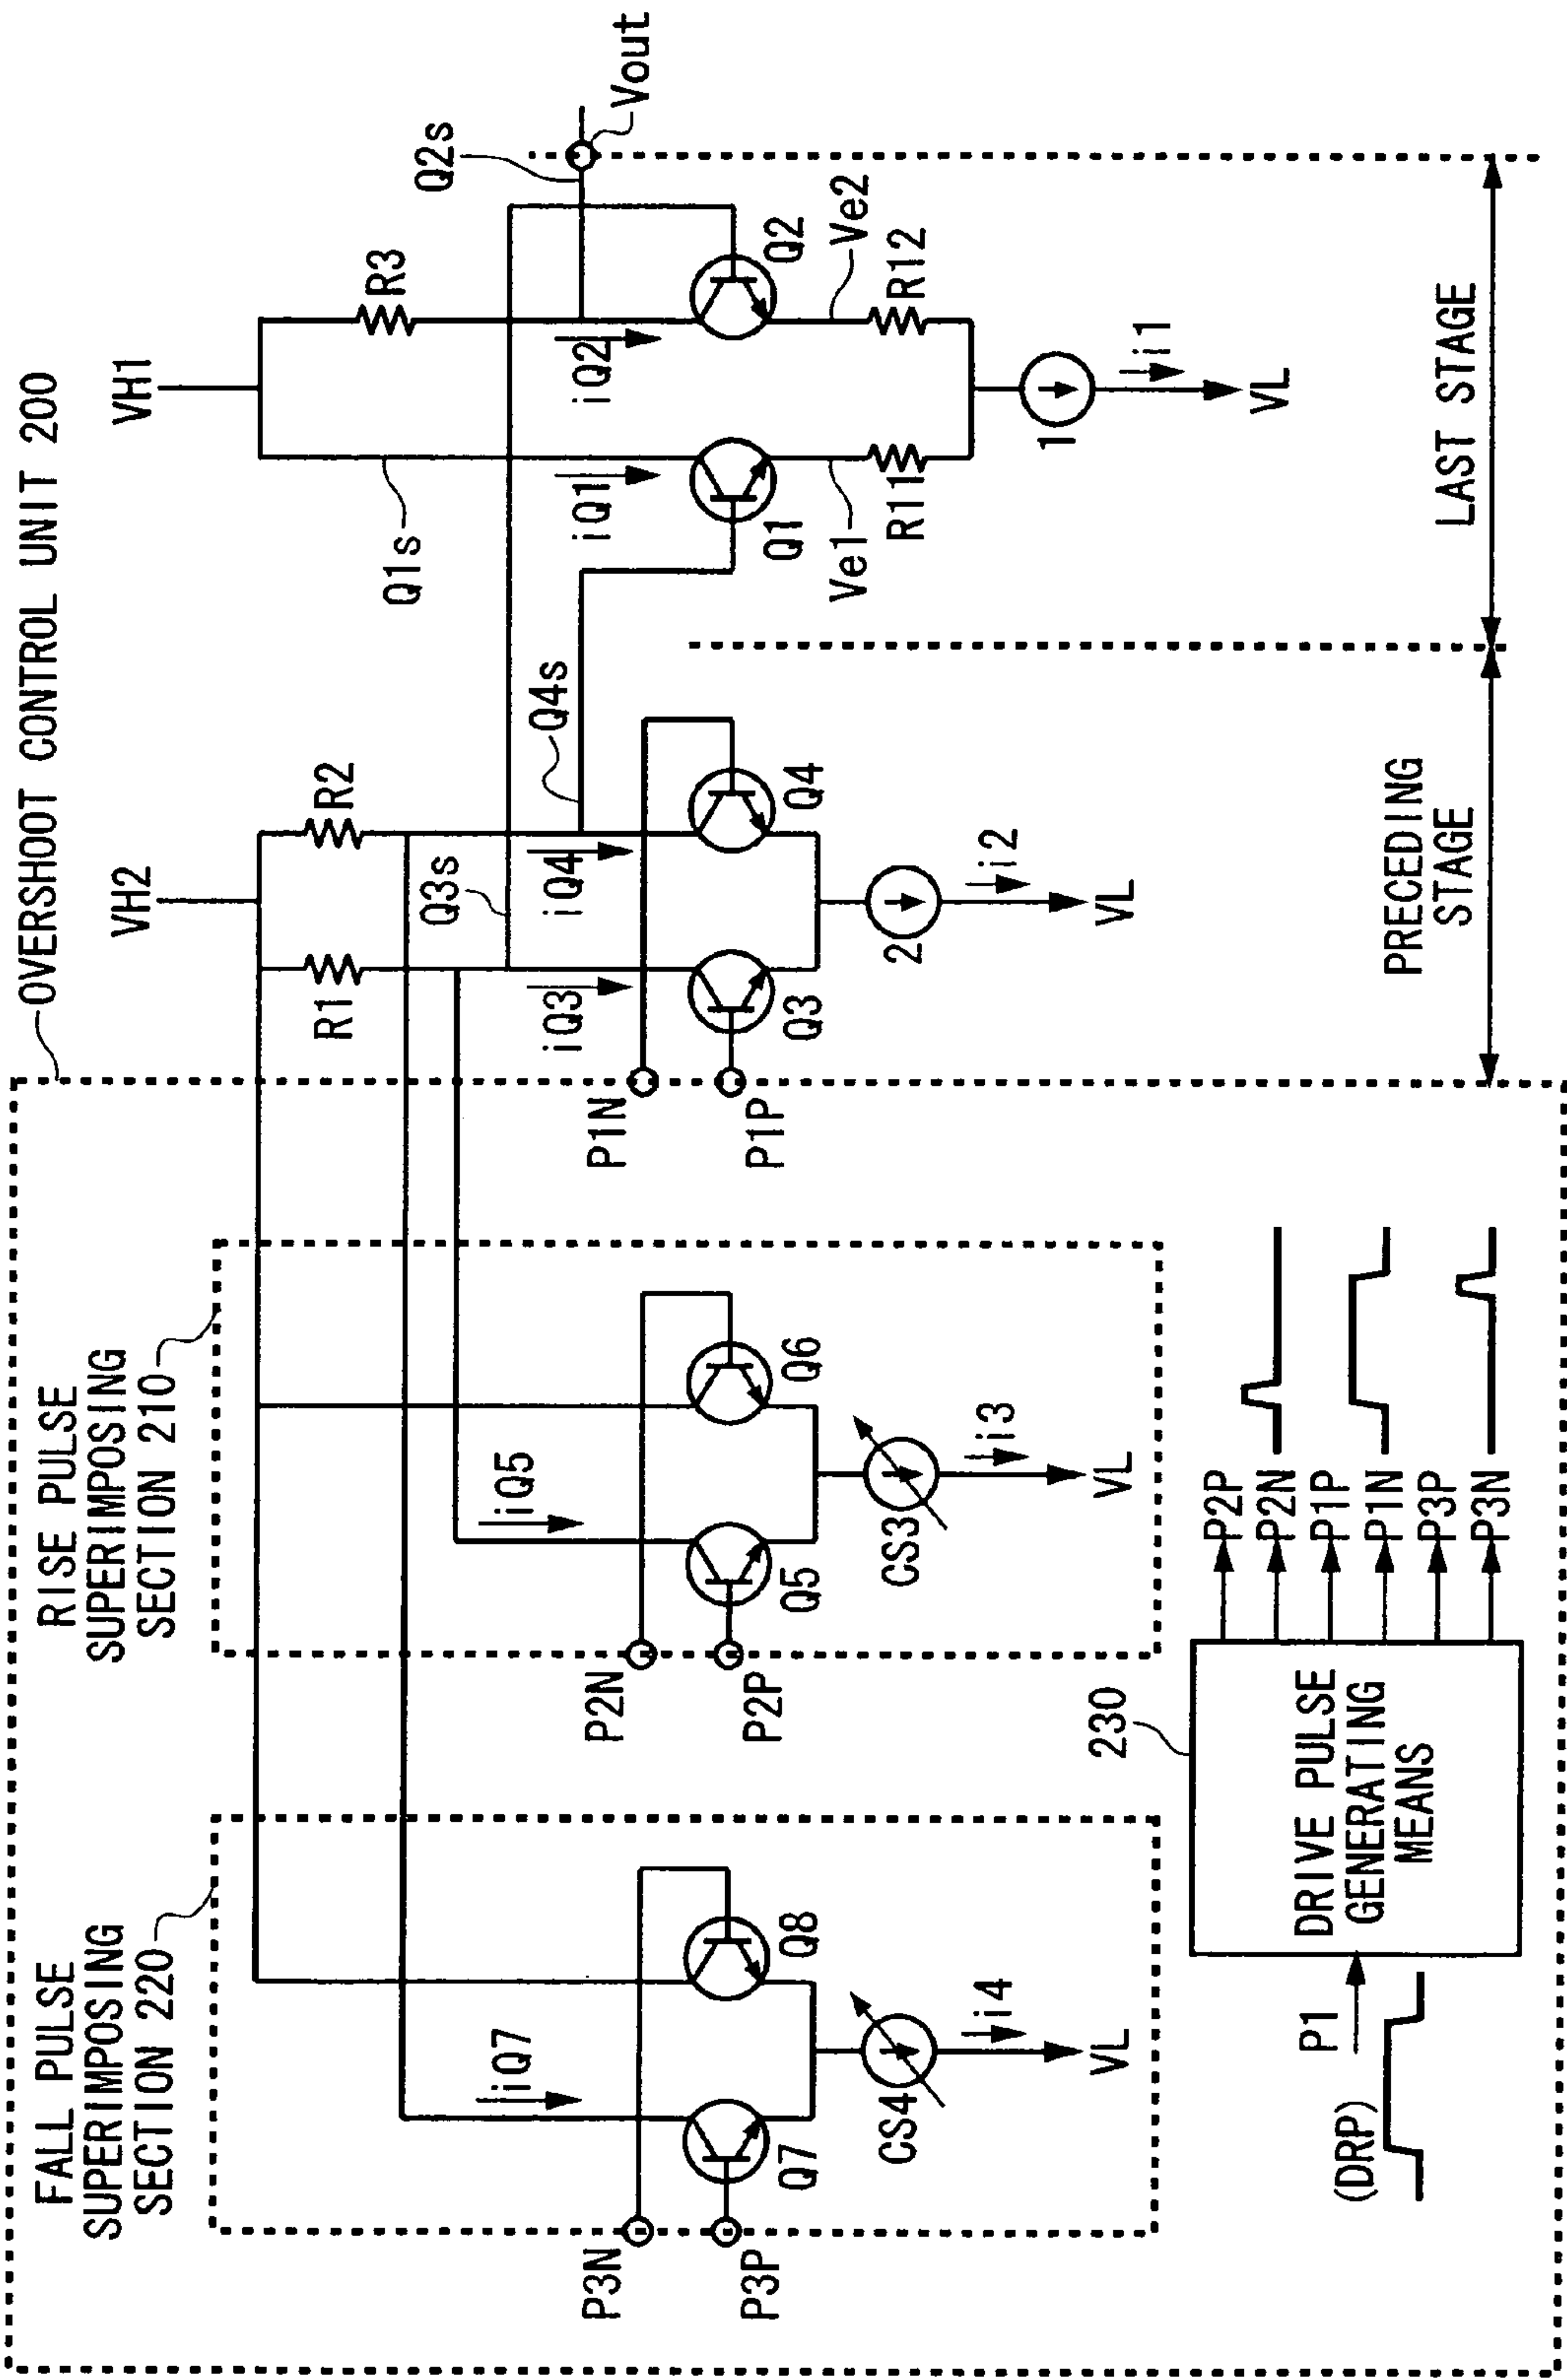 OVERSHOOT CONTROL UNIT 200
FALL PULSE
SUPERIMPOSING
SECTION 220
RISE PULSE
SUPERIMPOSING
SECTION 210
VH2
VH1
R1
R2
R3
Q3s
Q4s
Q1s
Q2s
Vout
iQ7
iQ5
iQ3
iQ4
iQ1
iQ2
P3N
P3P
Q7
Q8
P2N
P2P
Q5
Q6
P1N
P1P
Q3
Q4
Q1
Q2
Ve1
Ve2
R11
R12
CS4
i4
VL
CS3
i3
VL
2
i2
VL
1
i1
VL
230
(DRP)
P1
DRIVE PULSE
GENERATING
MEANS
P2P
P2N
P1P
P1N
P3P
P3N
PRECEDING
STAGE
LAST STAGE